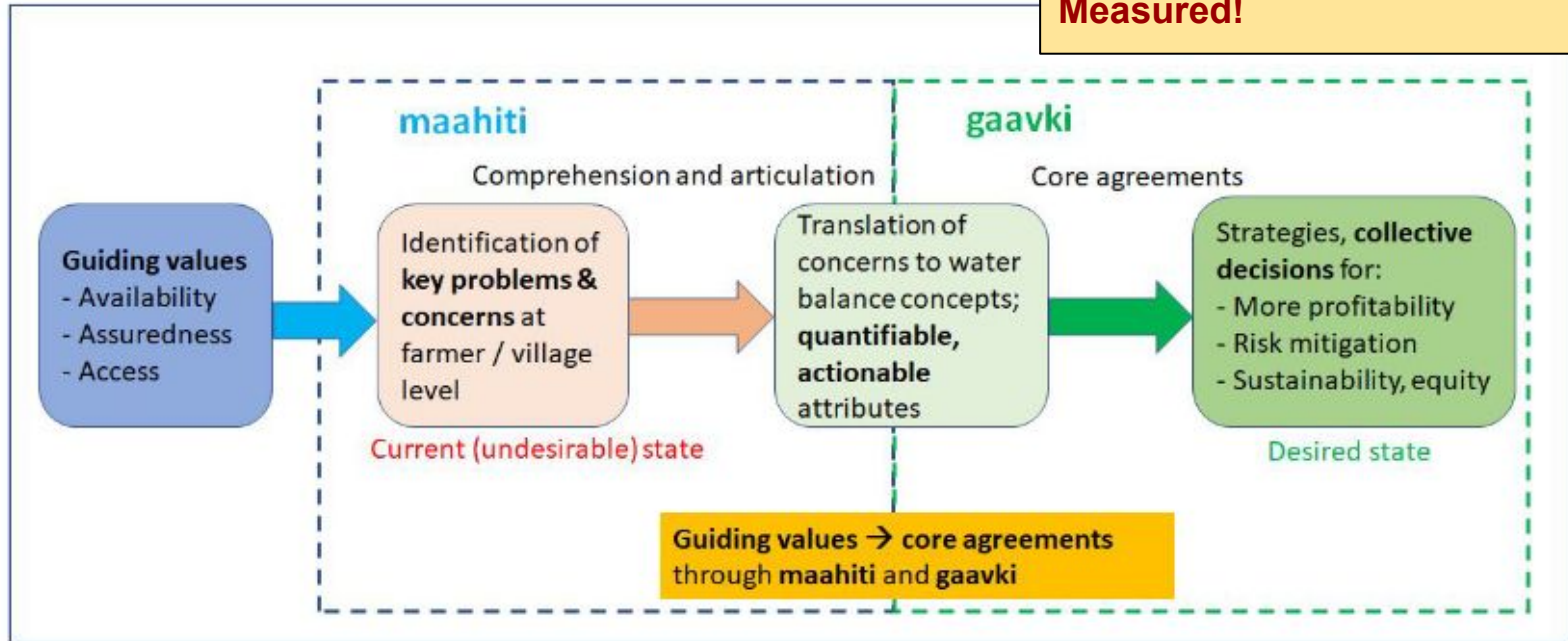 Measured!
maahiti
gaavki
Comprehension and articulation
Core agreements
Guiding values
- Availability
- Assuredness
- Access
Identification of
key problems &
concerns at
farmer / village
level
Translation of
concerns to water
balance concepts;
quantifiable,
actionable
attributes
Strategies, collective
decisions for:
- More profitability
- Risk mitigation
- Sustainability, equity
Current (undesirable) state
Desired state
Guiding values → core agreements
through maahiti and gaavki